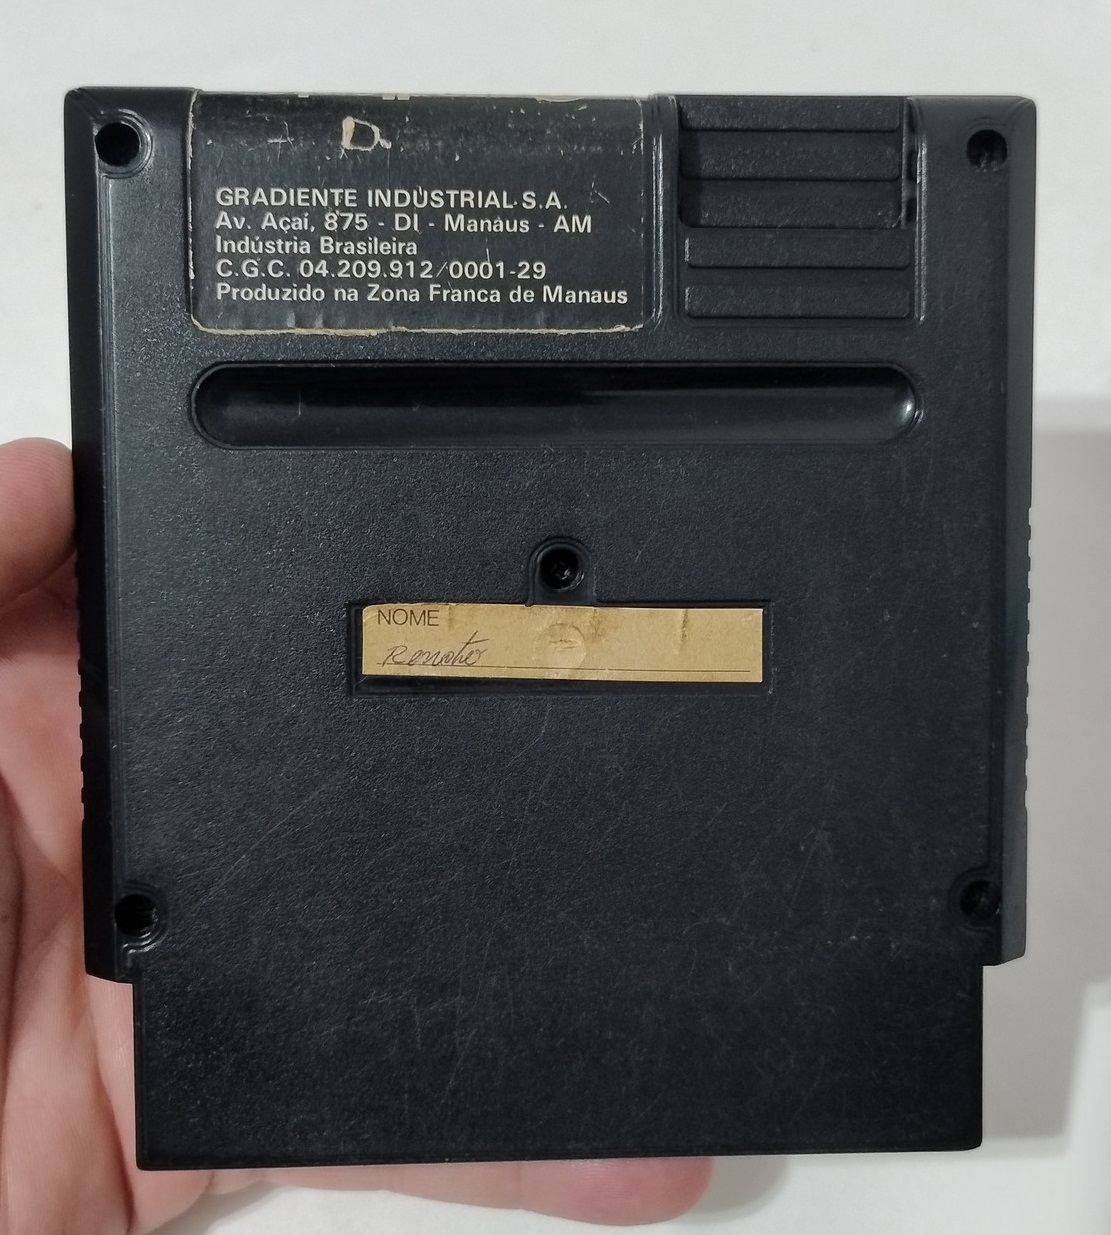 D.
GRADIENTE INDUSTRIAL S.A.
Av. Açaí, 875 - DI - Manaus - AM
Indústria Brasileira
C.G.C. 04.209.912/0001-29
Produzido na Zona Franca de Manaus
NOME
Renato